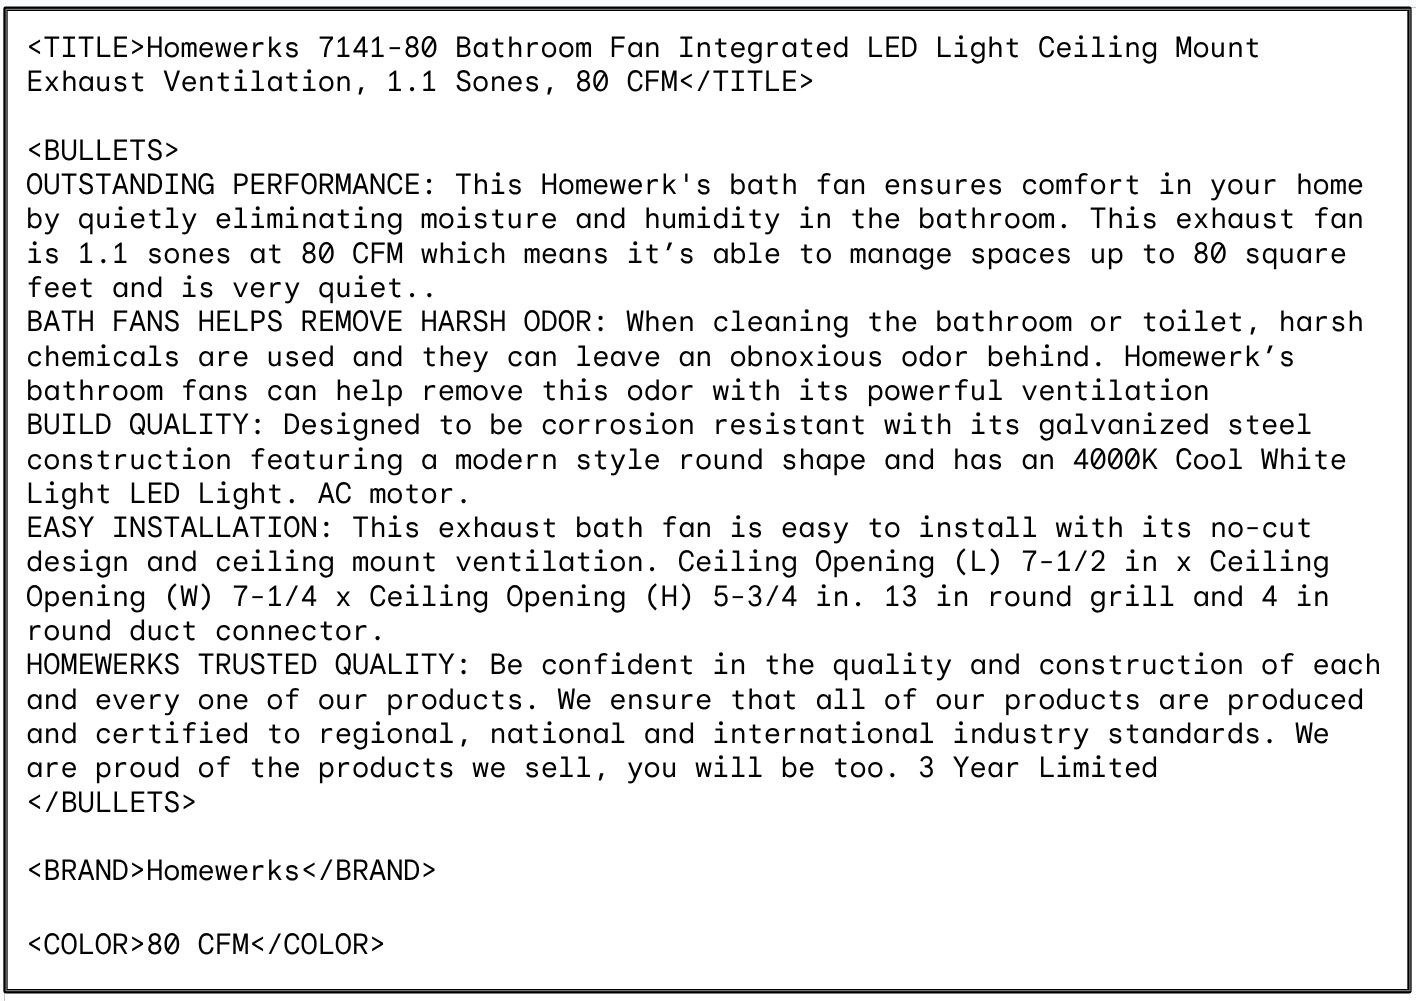 <TITLE>Homewerks 7141-80 Bathroom Fan Integrated LED Light Ceiling Mount
Exhaust Ventilation, 1.1 Sones, 80 CFM</TITLE>
<BULLETS>
OUTSTANDING PERFORMANCE: This Homewerk's bath fan ensures comfort in your home
by quietly eliminating moisture and humidity in the bathroom. This exhaust fan
is 1.1 sones at 80 CFM which means it’s able to manage spaces up to 80 square
feet and is very quiet..
BATH FANS HELPS REMOVE HARSH ODOR: When cleaning the bathroom or toilet, harsh
chemicals are used and they can leave an obnoxious odor behind. Homewerk’s
bathroom fans can help remove this odor with its powerful ventilation
BUILD QUALITY: Designed to be corrosion resistant with its galvanized steel
construction featuring a modern style round shape and has an 4000K Cool White
Light LED Light. AC motor.
EASY INSTALLATION: This exhaust bath fan is easy to install with its no-cut
design and ceiling mount ventilation. Ceiling Opening (L) 7-1/2 in x Ceiling
Opening (W) 7-1/4 x Ceiling Opening (H) 5-3/4 in. 13 in round grill and 4 in
round duct connector.
HOMEWERKS TRUSTED QUALITY: Be confident in the quality and construction of each
and every one of our products. We ensure that all of our products are produced
and certified to regional, national and international industry standards. We
are proud of the products we sell, you will be too. 3 Year Limited
</BULLETS>
<BRAND>Homewerks</BRAND>
<COLOR>80 CFM</COLOR>